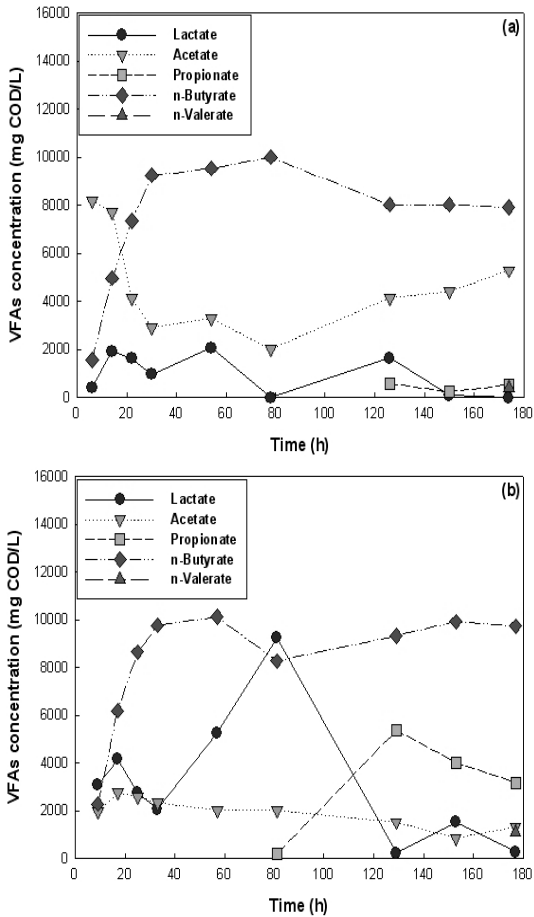 16000
(a)
Lactate
Acetate
Propionate
n-Butyrate
n-Valerate
14000
12000
10000
8000
6000
4000
2000
0
VFAs concentration (mg COD/L)
0 20 40 60 80 100 120 140 160 180
Time (h)
16000
(b)
Lactate
Acetate
Propionate
n-Butyrate
n-Valerate
14000
12000
10000
8000
6000
4000
2000
0
VFAs concentration (mg COD/L)
0 20 40 60 80 100 120 140 160 180
Time (h)